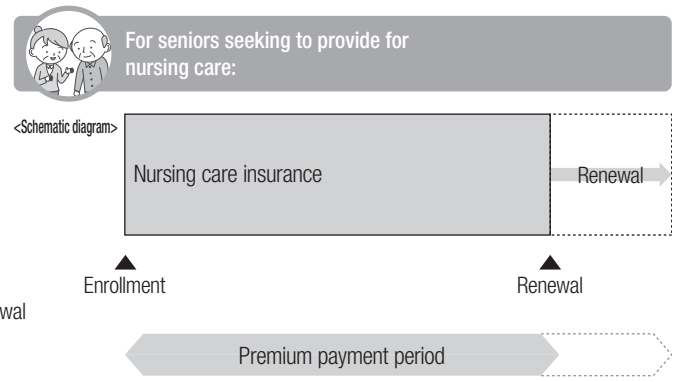 For seniors seeking to provide for
nursing care:
<Schematic diagram>
Nursing care insurance
Renewal
Enrollment
Renewal
wal
Premium payment period